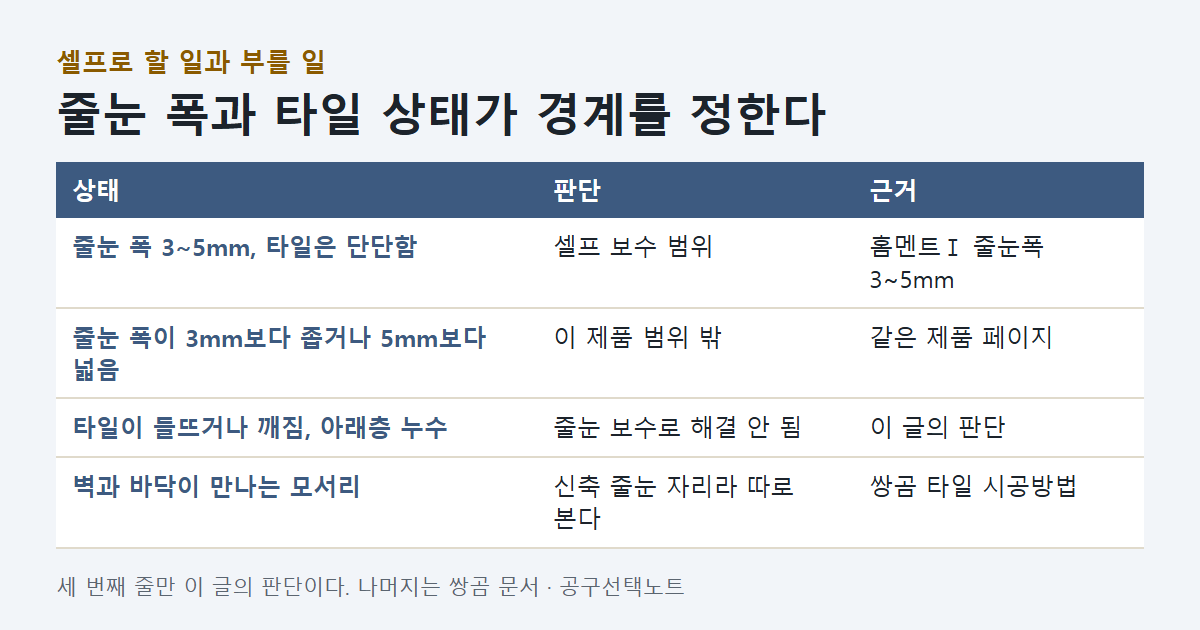 셀프로 할 일과 부를 일
줄눈 폭과 타일 상태가 경계를 정한다
상태 판단 근거
줄눈 폭 3~5mm, 타일은 단단함 셀프 보수 범위 홈멘트Ⅰ 줄눈폭
3~5mm
줄눈 폭이 3mm보다 좁거나 5mm보다 이 제품 범위 밖 같은 제품 페이지
넓음
타일이 들뜨거나 깨짐, 아래층 누수 줄눈 보수로 해결 안 됨 이 글의 판단
벽과 바닥이 만나는 모서리 신축 줄눈 자리라 따로 쌍곰 타일 시공방법
본다
세 번째 줄만 이 글의 판단이다. 나머지는 쌍곰 문서 · 공구선택노트